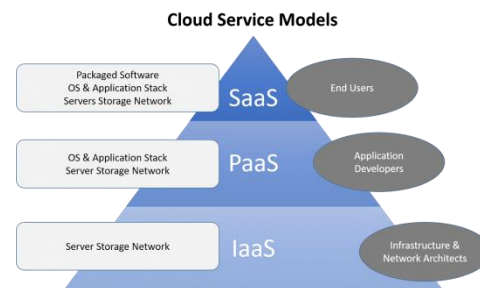 Cloud Service Models
Packaged Software
OS & Application Stack
Servers Storage Network
SaaS
End Users
OS & Application Stack
Server Storage Network
PaaS
Application
Developers
Server Storage Network
IaaS
Infrastructure &
Network Architects